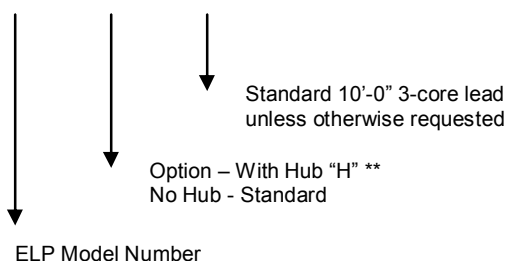 Standard 10’-0” 3-core lead
unless otherwise requested
Option – With Hub “H” **
No Hub - Standard
ELP Model Number